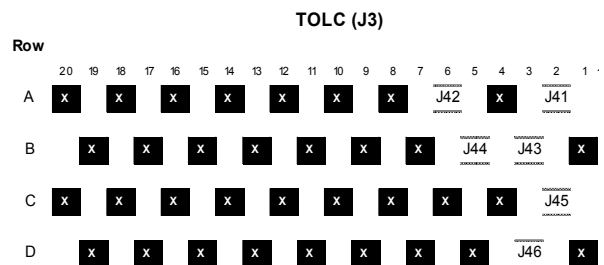 TOLC (J3)
Row
20 19 18 17 16 15 14 13 12 11 10 9 8 7 6 5 4 3 2 1
A x x x x x x x J42 x J41
B x x x x x x x J44 J43 x
C x x x x x x x x x J45
D x x x x x x x x J46 x